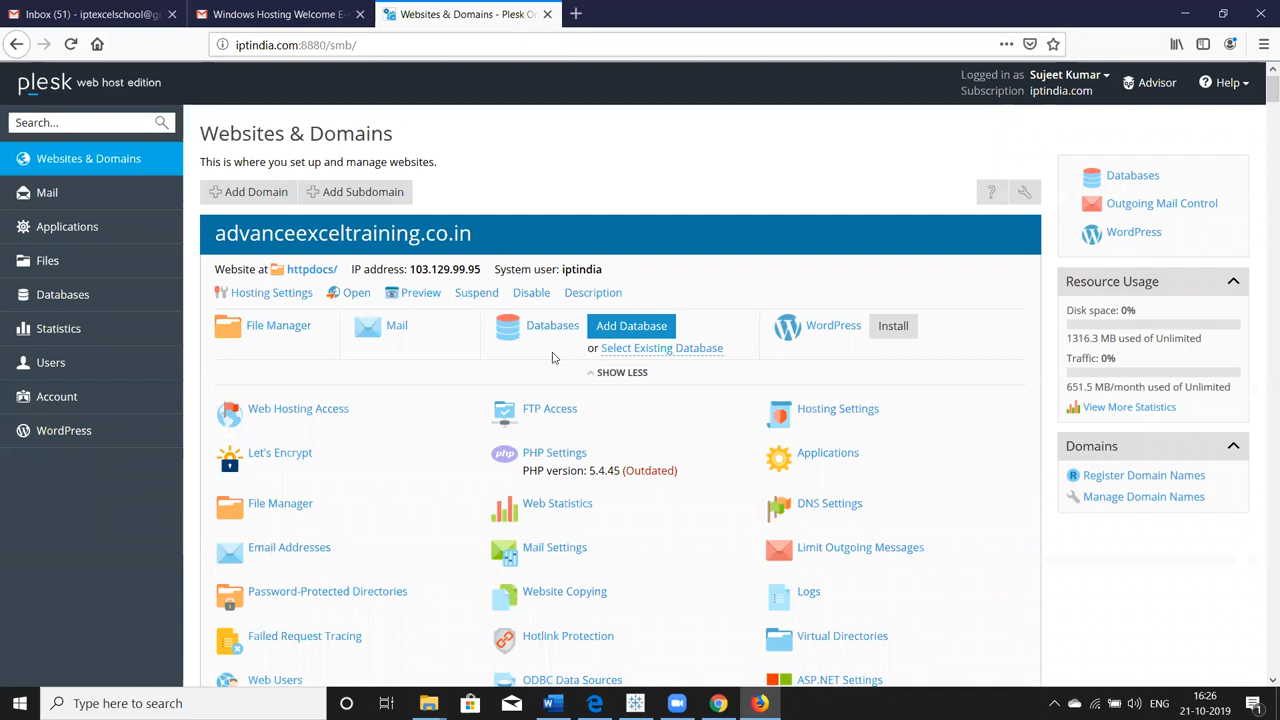 Inbox (51) - iptexcelschool@g
Windows Hosting Welcome E
Websites & Domains - Plesk O
iptindia.com:8880/smb/
plesk web host edition
Logged in as Sujeet Kumar
Subscription iptindia.com
Advisor
Help
Search...
Websites & Domains
Mail
Applications
Files
Databases
Statistics
Users
Account
WordPress
Websites & Domains
This is where you set up and manage websites.
Add Domain
Add Subdomain
?
advanceexceltraining.co.in
Website at httpdocs/ IP address: 103.129.99.95 System user: iptindia
Hosting Settings Open Preview Suspend Disable Description
File Manager
Mail
Databases
Add Database
or Select Existing Database
WordPress
Install
SHOW LESS
Web Hosting Access
FTP Access
Hosting Settings
Let's Encrypt
php
PHP Settings
PHP version: 5.4.45 (Outdated)
Applications
File Manager
Web Statistics
DNS Settings
Email Addresses
Mail Settings
Limit Outgoing Messages
Password-Protected Directories
Website Copying
Logs
Failed Request Tracing
Hotlink Protection
Virtual Directories
Web Users
ODBC Data Sources
ASP.NET Settings
Databases
Outgoing Mail Control
WordPress
Resource Usage
Disk space: 0%
1316.3 MB used of Unlimited
Traffic: 0%
651.5 MB/month used of Unlimited
View More Statistics
Domains
R
Register Domain Names
Manage Domain Names
Type here to search
ENG
16:26
21-10-2019
1